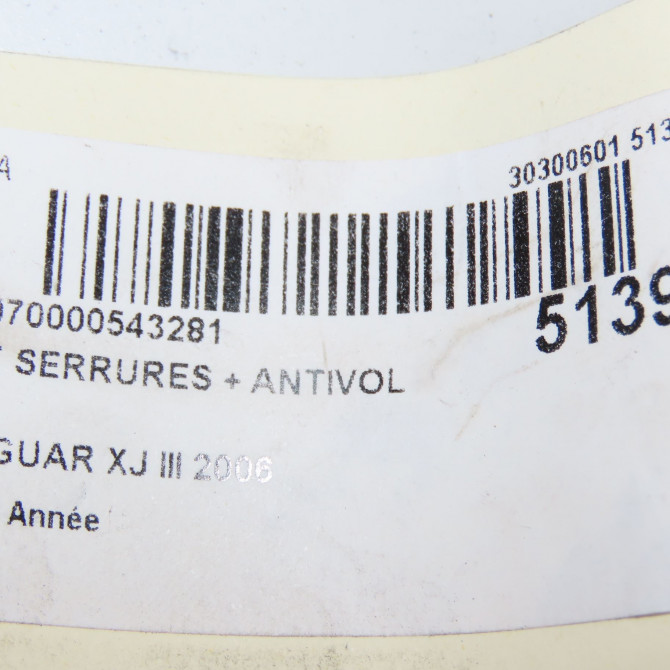 A 30300601 513
070000543281 5139
T SERRURES + ANTIVOL
GUAR XJ III 2006
Année